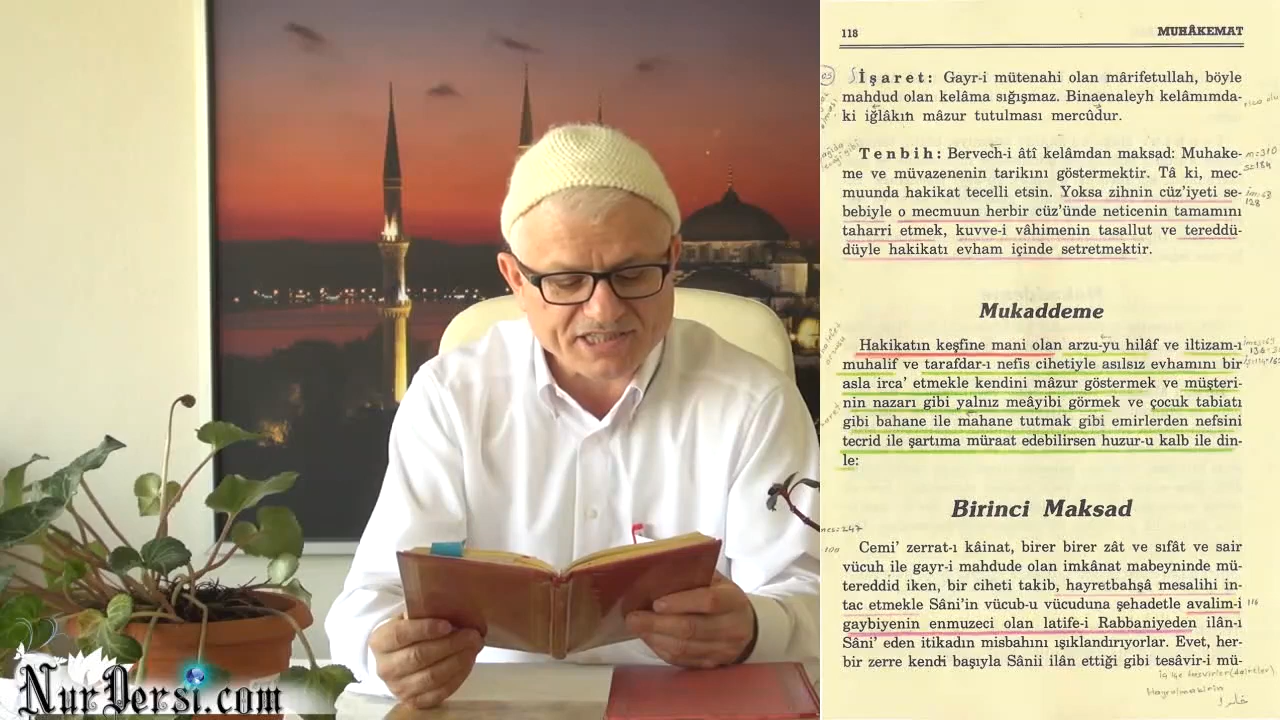 118 MUHÂKEMAT
İşaret: Gayr-i mütenahi olan mârifetullah, böyle
mahdud olan kelâma sığışmaz. Binaenaleyh kelâmımda-
ki iğlâkın mâzur tutulması mercûdur.
Tenbih: Bervech-i âtî kelâmdan maksad: Muhake-
me ve müvazenenin tarikını göstermektir. Tâ ki, mec-
muunda hakikat tecelli etsin. Yoksa zihnin cüz'iyeti se-
bebiyle o mecmuun herbir cüz'ünde neticenin tamamını
taharri etmek, kuvve-i vâhimenin tasallut ve tereddü-
düyle hakikatı evham içinde setretmektir.
Mukaddeme
Hakikatın keşfine mani olan arzu-yu hilâf ve iltizam-ı
muhalif ve tarafdar-ı nefis cihetiyle asılsız evhamını bir
asla irca' etmekle kendini mâzur göstermek ve müşteri-
nin nazarı gibi yalnız meâyibi görmek ve çocuk tabiatı
gibi bahane ile mahane tutmak gibi emirlerden nefsini
tecrid ile şartıma müraat edebilirsen huzur-u kalb ile din-
le:
Birinci Maksad
Cemi' zerrat-ı kâinat, birer birer zât ve sıfât ve sair
vücuh ile gayr-i mahdude olan imkânat mabeyninde mü-
tereddid iken, bir ciheti takib, hayretbahşâ mesalihi in-
tac etmekle Sâni'in vücub-u vücuduna şehadetle avalim-i
gaybiyenin enmuzeci olan latife-i Rabbaniyeden ilân-ı
Sâni' eden itikadın misbahını ışıklandırıyorlar. Evet, her-
bir zerre kendi başıyla Sânii ilân ettiği gibi tesâvir-i mü-
NurDersi.com